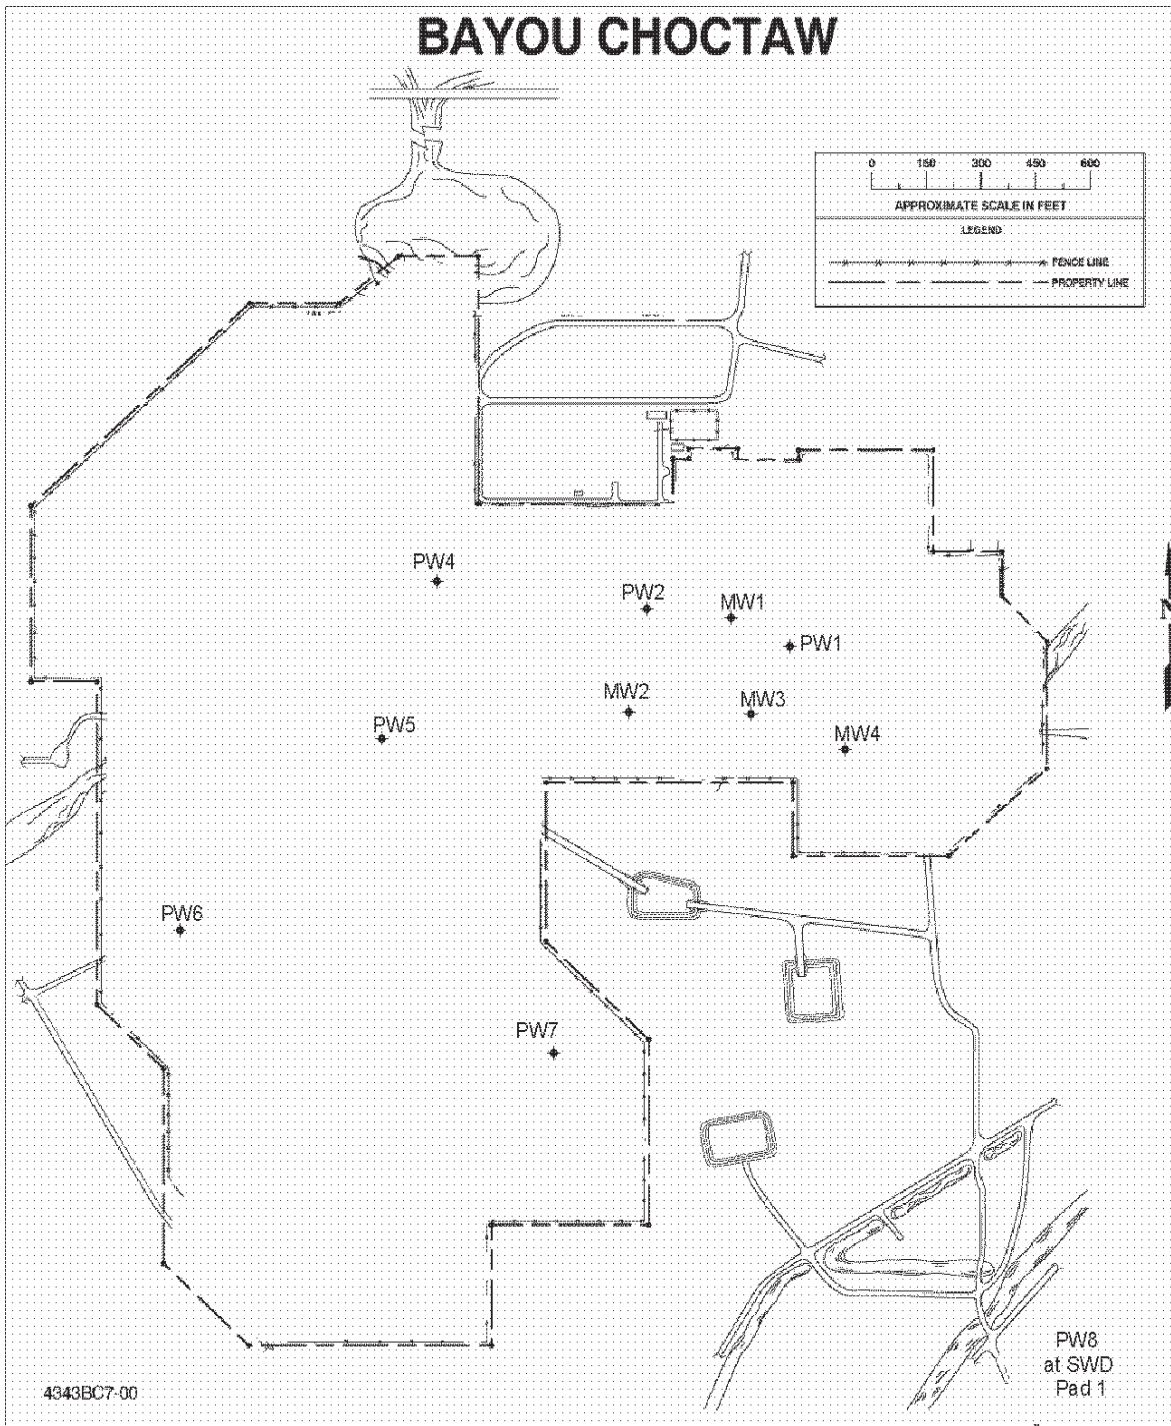 BAYOU CHOCTAW
0 150 300 450 600
APPROXIMATE SCALE IN FEET
LEGEND
FENCE LINE
PROPERTY LINE
PW4
PW2
MW1
N
PW1
MW2
MW3
PW5
MW4
PW6
PW7
PW8
at SWD
Pad 1
4343BC7-00